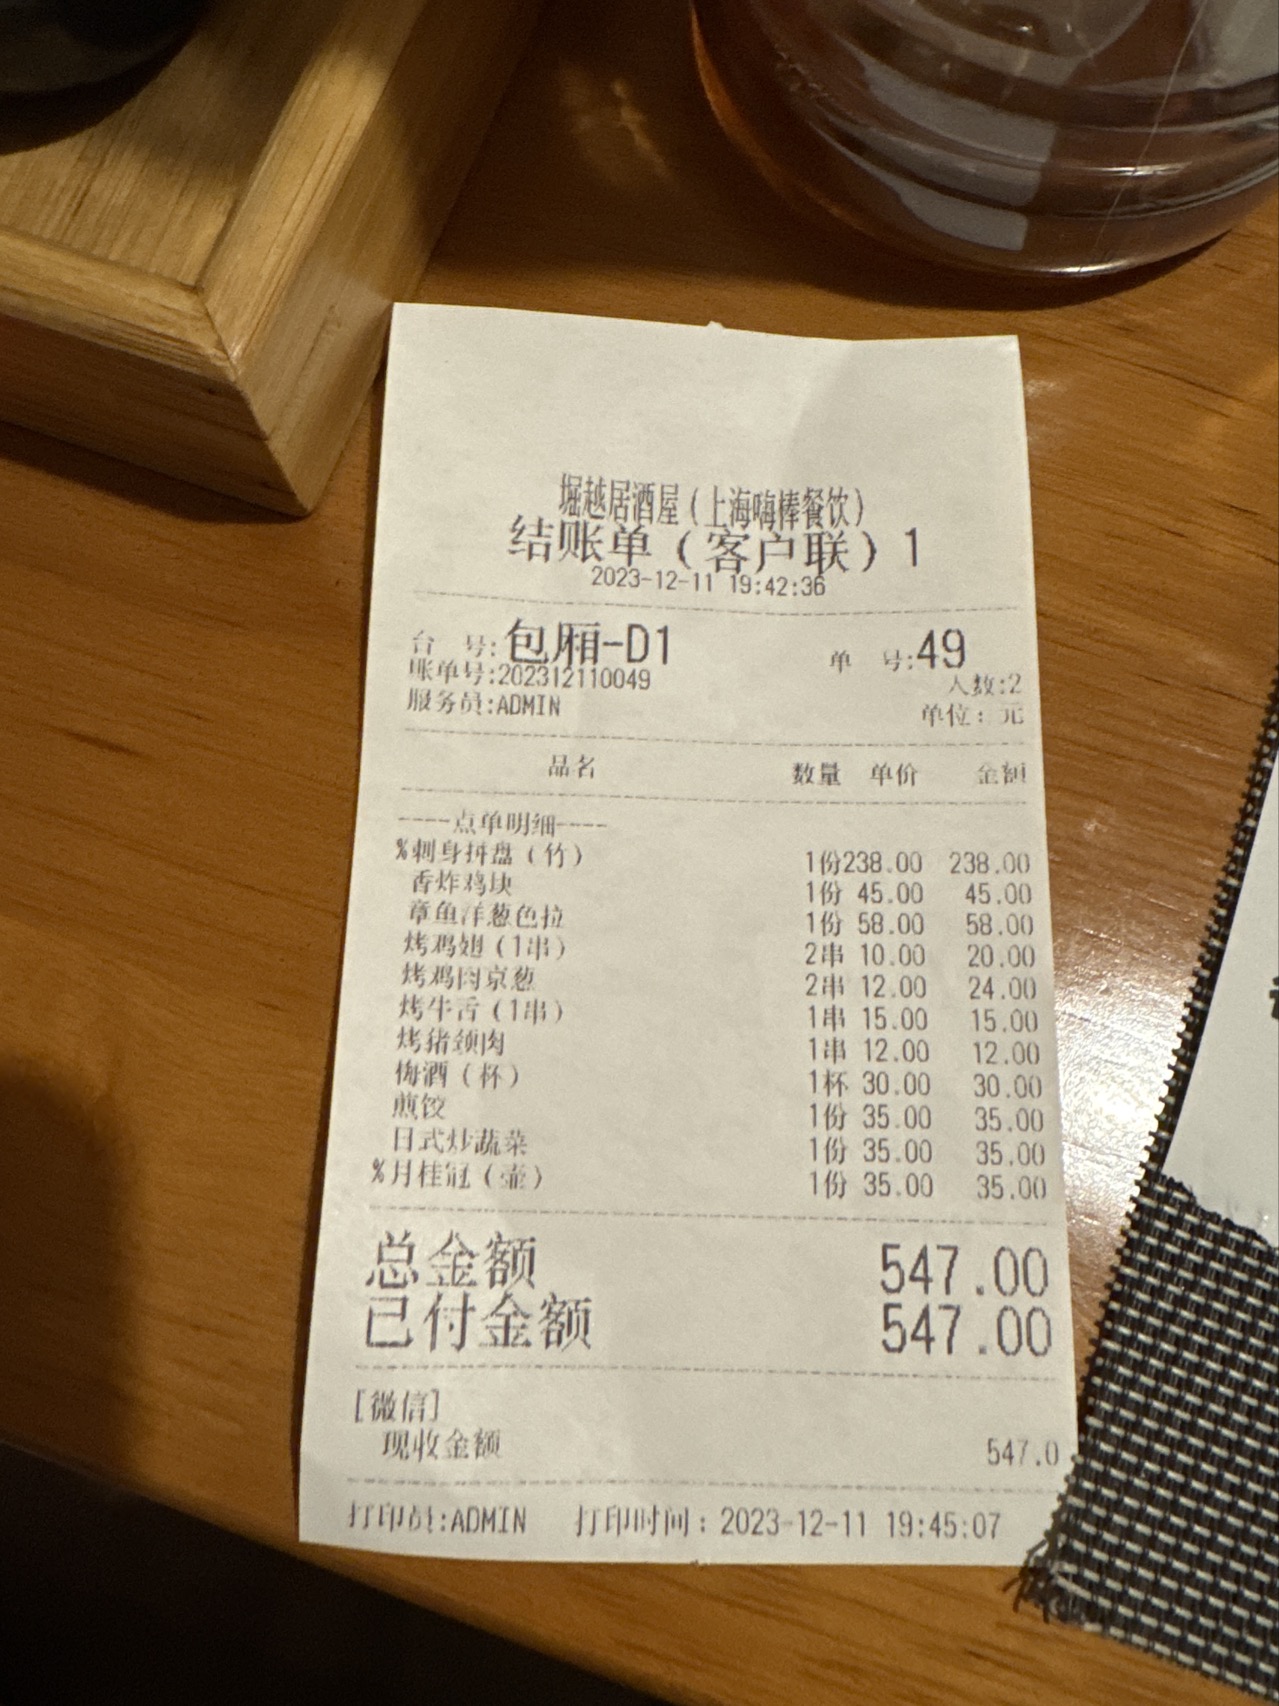 堀越居酒屋(上海嗨棒餐饮)
结账单(客户联)1
2023-12-11 19:42:36
台 号:包厢-D1 单 号:49
账单号:202312110049 人数:2
服务员:ADMIN 单位: 元
品名 数量 单价 金额
----点单明细----
%刺身拼盘(竹) 1份238.00 238.00
香炸鸡块 1份 45.00 45.00
章鱼洋葱色拉 1份 58.00 58.00
烤鸡翅(1串) 2串 10.00 20.00
烤鸡肉京葱 2串 12.00 24.00
烤牛舌(1串) 1串 15.00 15.00
烤猪颈肉 1串 12.00 12.00
梅酒(杯) 1杯 30.00 30.00
煎饺 1份 35.00 35.00
日式炒蔬菜 1份 35.00 35.00
%月桂冠(壶) 1份 35.00 35.00
总金额 547.00
已付金额 547.00
[微信]
现收金额 547.0
打印员:ADMIN 打印时间: 2023-12-11 19:45:07